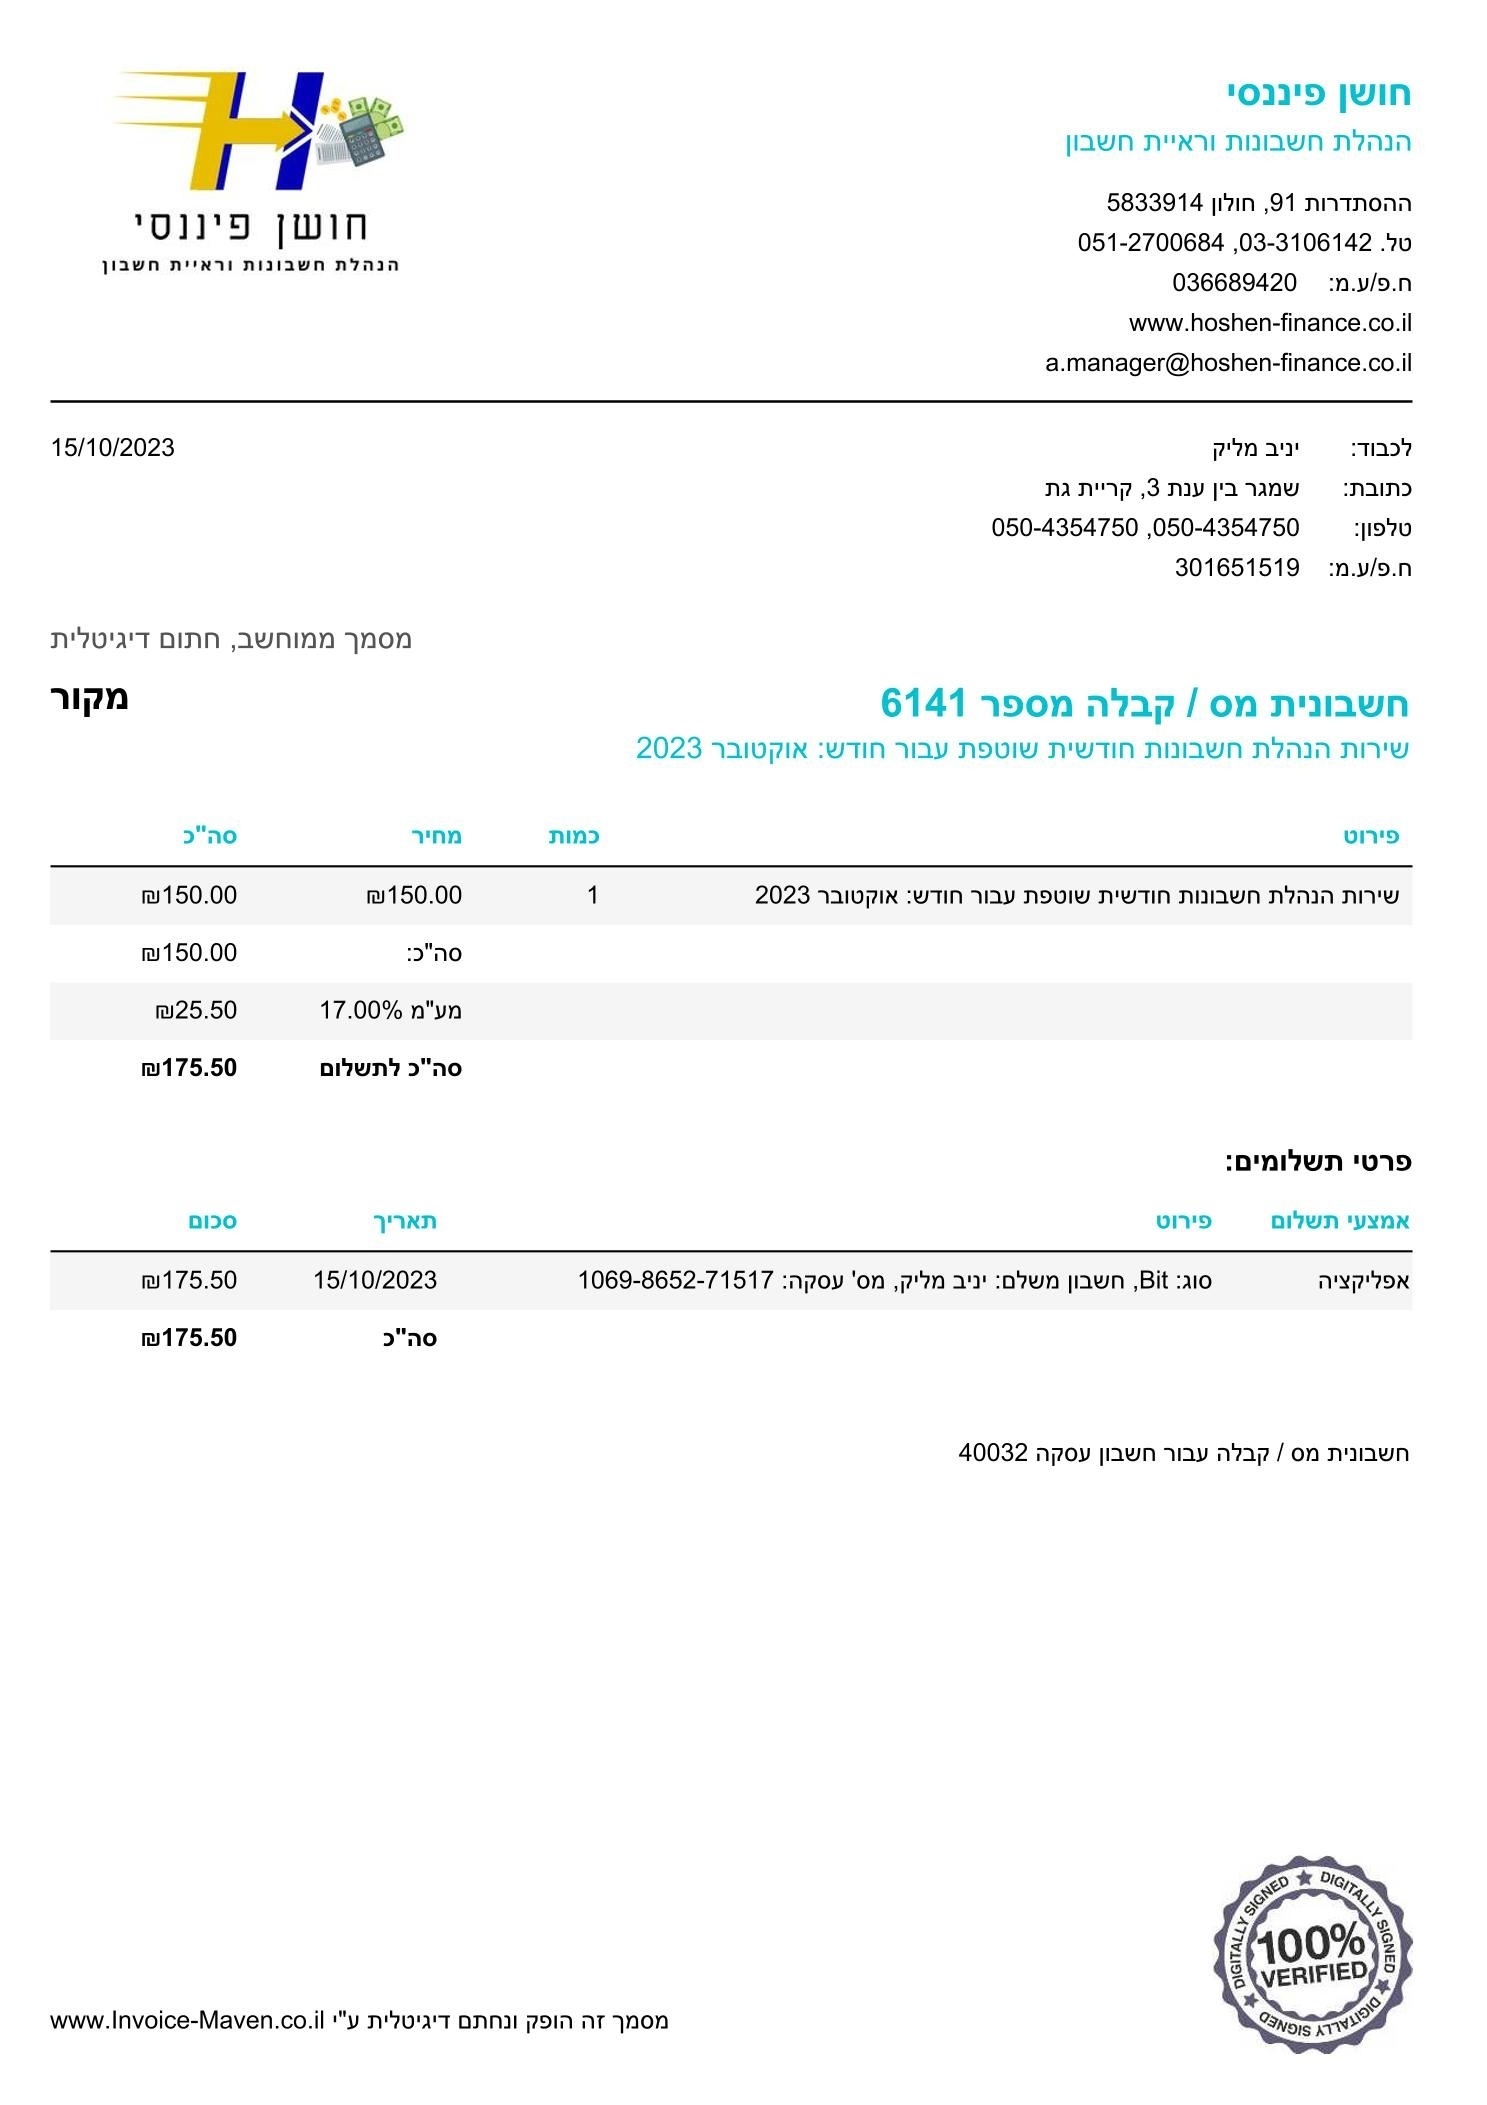 חושן פיננסי
הנהלת חשבונות וראיית חשבון
חושן פיננסי
הנהלת חשבונות וראיית חשבון
ההסתדרות 91, חולון 5833914
טל. 03-3106142, 051-2700684
ח.פ/ע.מ: 036689420
www.hoshen-finance.co.il
a.manager@hoshen-finance.co.il
לכבוד: יניב מליק 15/10/2023
כתובת: שמגר בין ענת 3, קריית גת
טלפון: 050-4354750, 050-4354750
ח.פ/ע.מ: 301651519
מסמך ממוחשב, חתום דיגיטלית
חשבונית מס / קבלה מספר 6141 מקור
שירות הנהלת חשבונות חודשית שוטפת עבור חודש: אוקטובר 2023
פירוט כמות מחיר סה"כ
שירות הנהלת חשבונות חודשית שוטפת עבור חודש: אוקטובר 2023 1 ₪150.00 ₪150.00
סה"כ: ₪150.00
מע"מ 17.00% ₪25.50
סה"כ לתשלום ₪175.50
פרטי תשלומים:
אמצעי תשלום פירוט תאריך סכום
אפליקציה סוג: Bit, חשבון משלם: יניב מליק, מס' עסקה: 1069-8652-71517 15/10/2023 ₪175.50
סה"כ ₪175.50
חשבונית מס / קבלה עבור חשבון עסקה 40032
DIGITALLY SIGNED ★ DIGITALLY SIGNED ★ DIGITALLY SIGNED ★
100%
VERIFIED
מסמך זה הופק ונחתם דיגיטלית ע"י www.Invoice-Maven.co.il